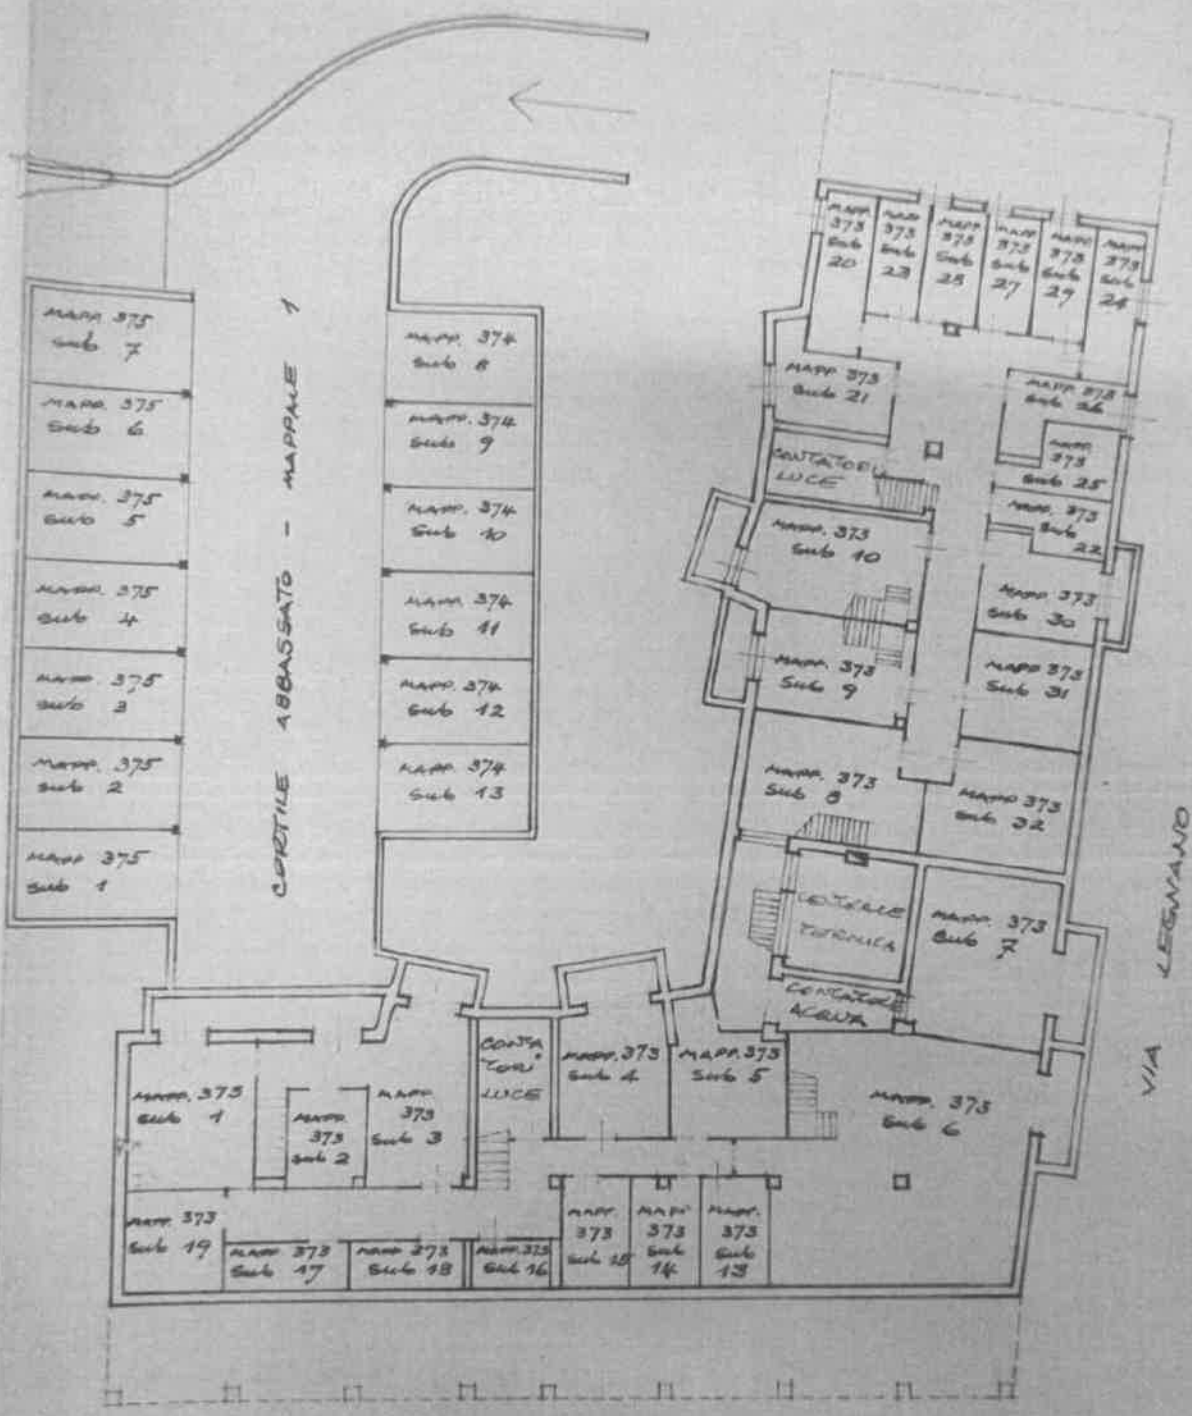 MAPP. 375
Sub 7
MAPP. 375
Sub 6
MAPP. 375
Sub 5
MAPP. 375
Sub 4
MAPP. 375
Sub 3
MAPP. 375
Sub 2
MAPP. 375
Sub 1
CORTILE ABBASSATO - MAPPALE 1
MAPP. 374
Sub 8
MAPP. 374
Sub 9
MAPP. 374
Sub 10
MAPP. 374
Sub 11
MAPP. 374
Sub 12
MAPP. 374
Sub 13
MAPP.
373
Sub
20
MAPP.
373
Sub
23
MAPP.
373
Sub
28
MAPP.
373
Sub
27
MAPP.
373
Sub
29
MAPP.
373
Sub
24
MAPP. 373
Sub 21
MAPP. 373
Sub 26
MAPP.
373
Sub 25
CONTATORI
LUCE
MAPP. 373
Sub
22
MAPP. 373
Sub 10
MAPP. 373
Sub 30
MAPP. 373
Sub 9
MAPP. 373
Sub 31
MAPP. 373
Sub 8
MAPP. 373
Sub 32
CENTRALE
TERMICA
MAPP. 373
Sub 7
CONTATORE
ACQUA
VIA LEGNANO
MAPP. 373
Sub 1
MAPP.
373
Sub 2
MAPP.
373
Sub 3
CONTA
TORI
LUCE
MAPP. 373
Sub 4
MAPP. 373
Sub 5
MAPP. 373
Sub 6
MAPP. 373
Sub 19
MAPP. 373
Sub 17
MAPP. 373
Sub 18
MAPP. 373
Sub 16
MAPP.
373
Sub 15
MAPP.
373
Sub
14
MAPP.
373
Sub
13